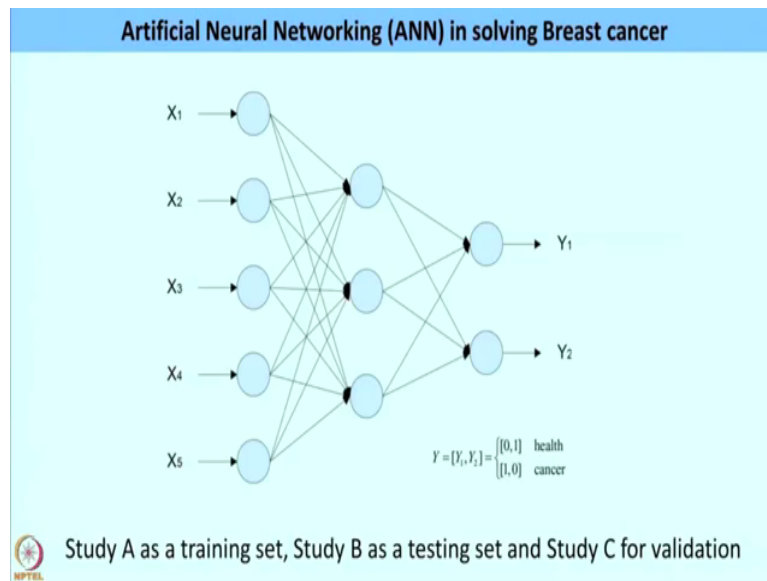 Artificial Neural Networking (ANN) in solving Breast cancer
X1
X2
X3
X4
X5
Y1
Y2
Y = [Y1, Y2] = {[0,1] health
[1,0] cancer
Study A as a training set, Study B as a testing set and Study C for validation
NPTEL